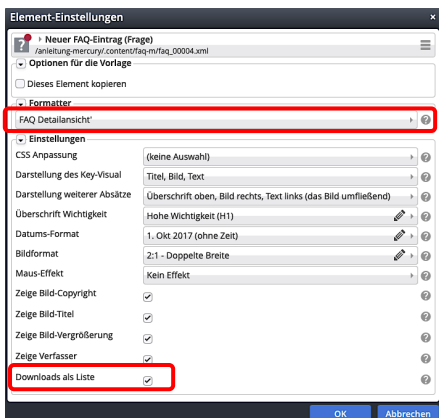 Element-Einstellungen
Neuer FAQ-Eintrag (Frage)
/anleitung-mercury/.content/faq-m/faq_00004.xml
Optionen für die Vorlage
Dieses Element kopieren
Formatter
FAQ Detailansicht'
Einstellungen
CSS Anpassung (keine Auswahl)
Darstellung des Key-Visual Titel, Bild, Text
Darstellung weiterer Absätze Überschrift oben, Bild rechts, Text links (das Bild umfließend)
Überschrift Wichtigkeit Hohe Wichtigkeit (H1)
Datums-Format 1. Okt 2017 (ohne Zeit)
Bildformat 2:1 - Doppelte Breite
Maus-Effekt Kein Effekt
Zeige Bild-Copyright
Zeige Bild-Titel
Zeige Bild-Vergrößerung
Zeige Verfasser
Downloads als Liste
OK Abbrechen